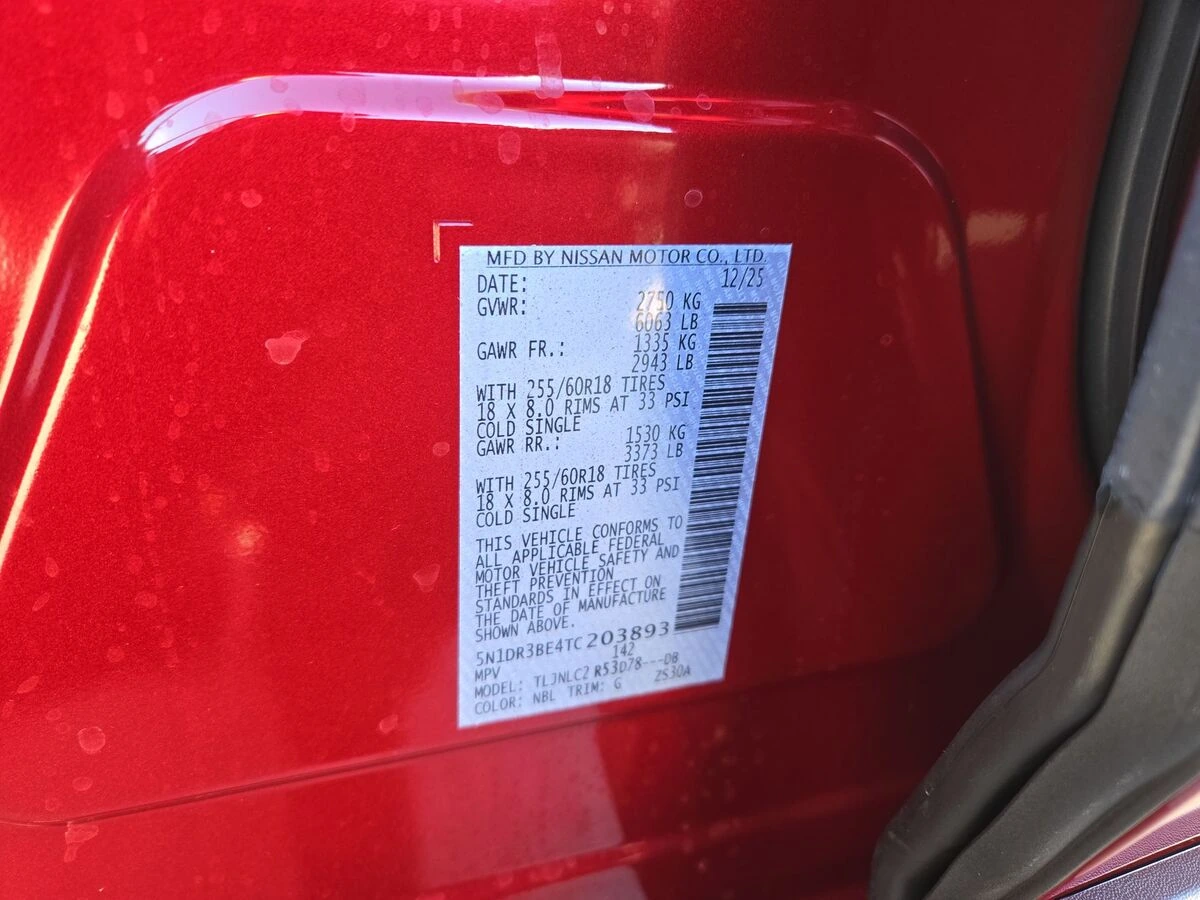 MFD BY NISSAN MOTOR CO., LTD.
DATE: 12/25
GVWR: 2750 KG
6063 LB
GAWR FR.: 1335 KG
2943 LB
WITH 255/60R18 TIRES
18 X 8.0 RIMS AT 33 PSI
COLD SINGLE
GAWR RR.: 1530 KG
3373 LB
WITH 255/60R18 TIRES
18 X 8.0 RIMS AT 33 PSI
COLD SINGLE
THIS VEHICLE CONFORMS TO
ALL APPLICABLE FEDERAL
MOTOR VEHICLE SAFETY AND
THEFT PREVENTION
STANDARDS IN EFFECT ON
THE DATE OF MANUFACTURE
SHOWN ABOVE.
5N1DR3BE4TC203893
MPV 142
MODEL: TLJNLC2 R53D78---DB
COLOR: NBL TRIM: G ZS30A